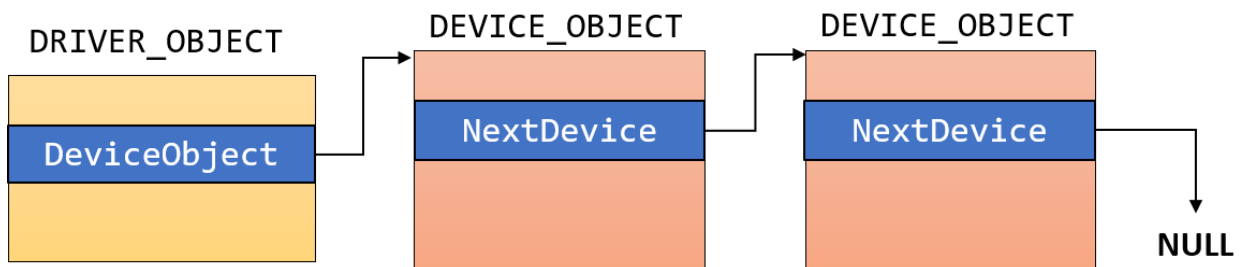 DRIVER_OBJECT
DeviceObject
DEVICE_OBJECT
NextDevice
DEVICE_OBJECT
NextDevice
NULL